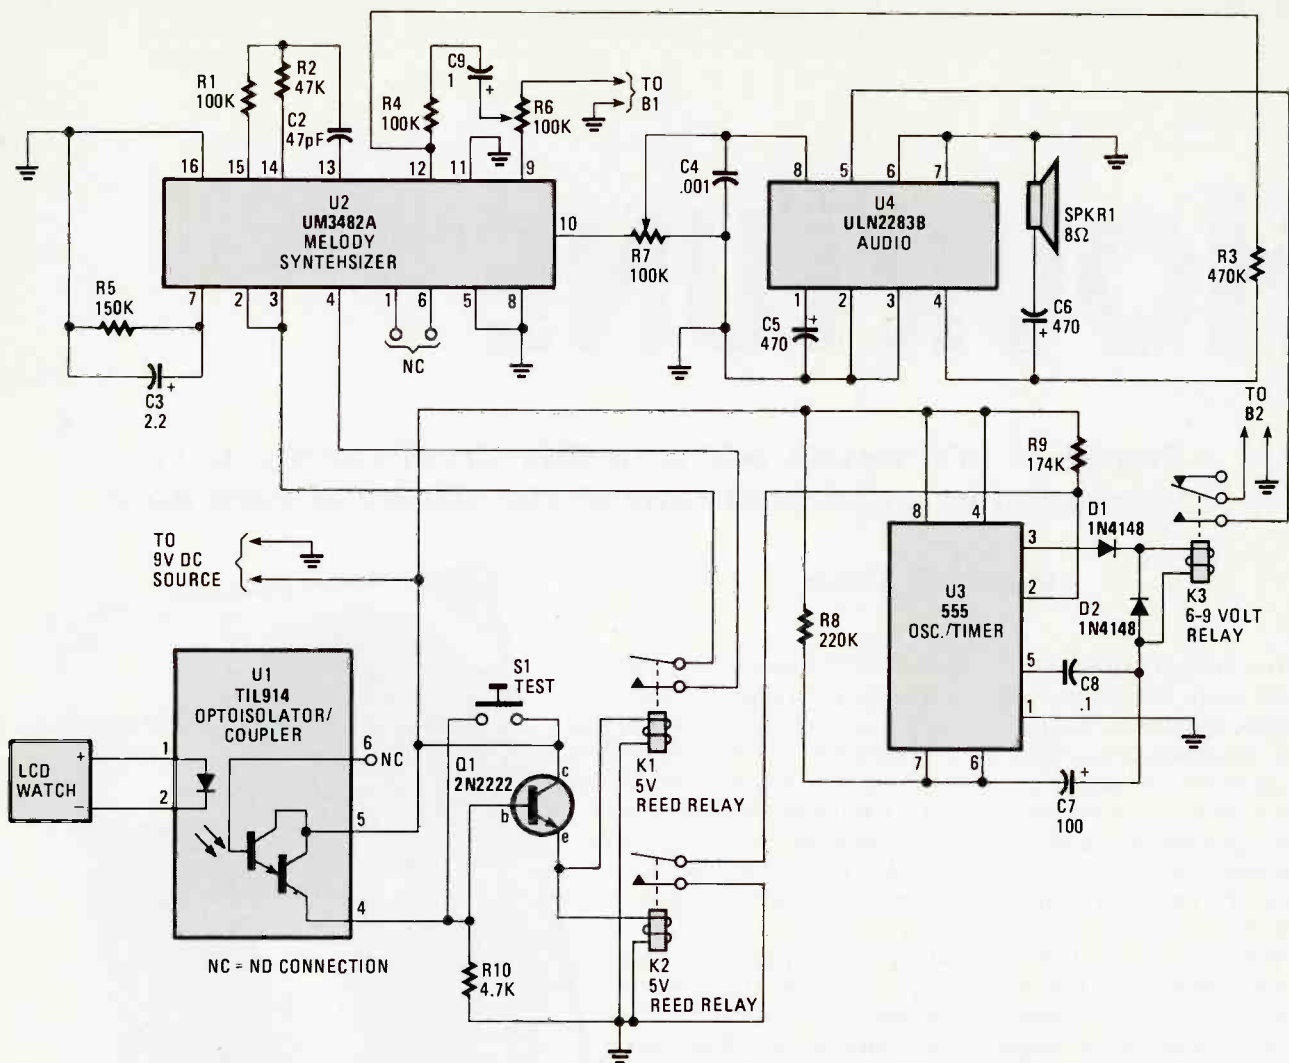 R1
100K
R2
47K
C2
47pF
R4
100K
C9
1
+
R6
100K
TO
B1
16
15
14
13
12
11
9
U2
UM3482A
MELODY
SYNTEHSIZER
10
7
2
3
4
1
6
5
8
NC
R5
150K
C3
2.2
+
R7
100K
C4
.001
8
5
6
7
U4
ULN2283B
AUDIO
1
2
3
4
C5
470
+
SPKR1
8Ω
C6
470
+
R3
470K
TO
B2
R9
174K
8
4
D1
1N4148
3
2
U3
555
OSC./TIMER
5
1
7
6
R8
220K
D2
1N4148
K3
6-9 VOLT
RELAY
C8
.1
C7
100
+
TO
9V DC
SOURCE
U1
TIL914
OPTOISOLATOR/
COUPLER
6
NC
1
2
5
4
LCD
WATCH
+
−
S1
TEST
Q1
2N2222
c
b
e
K1
5V
REED RELAY
K2
5V
REED RELAY
R10
4.7K
NC = ND CONNECTION